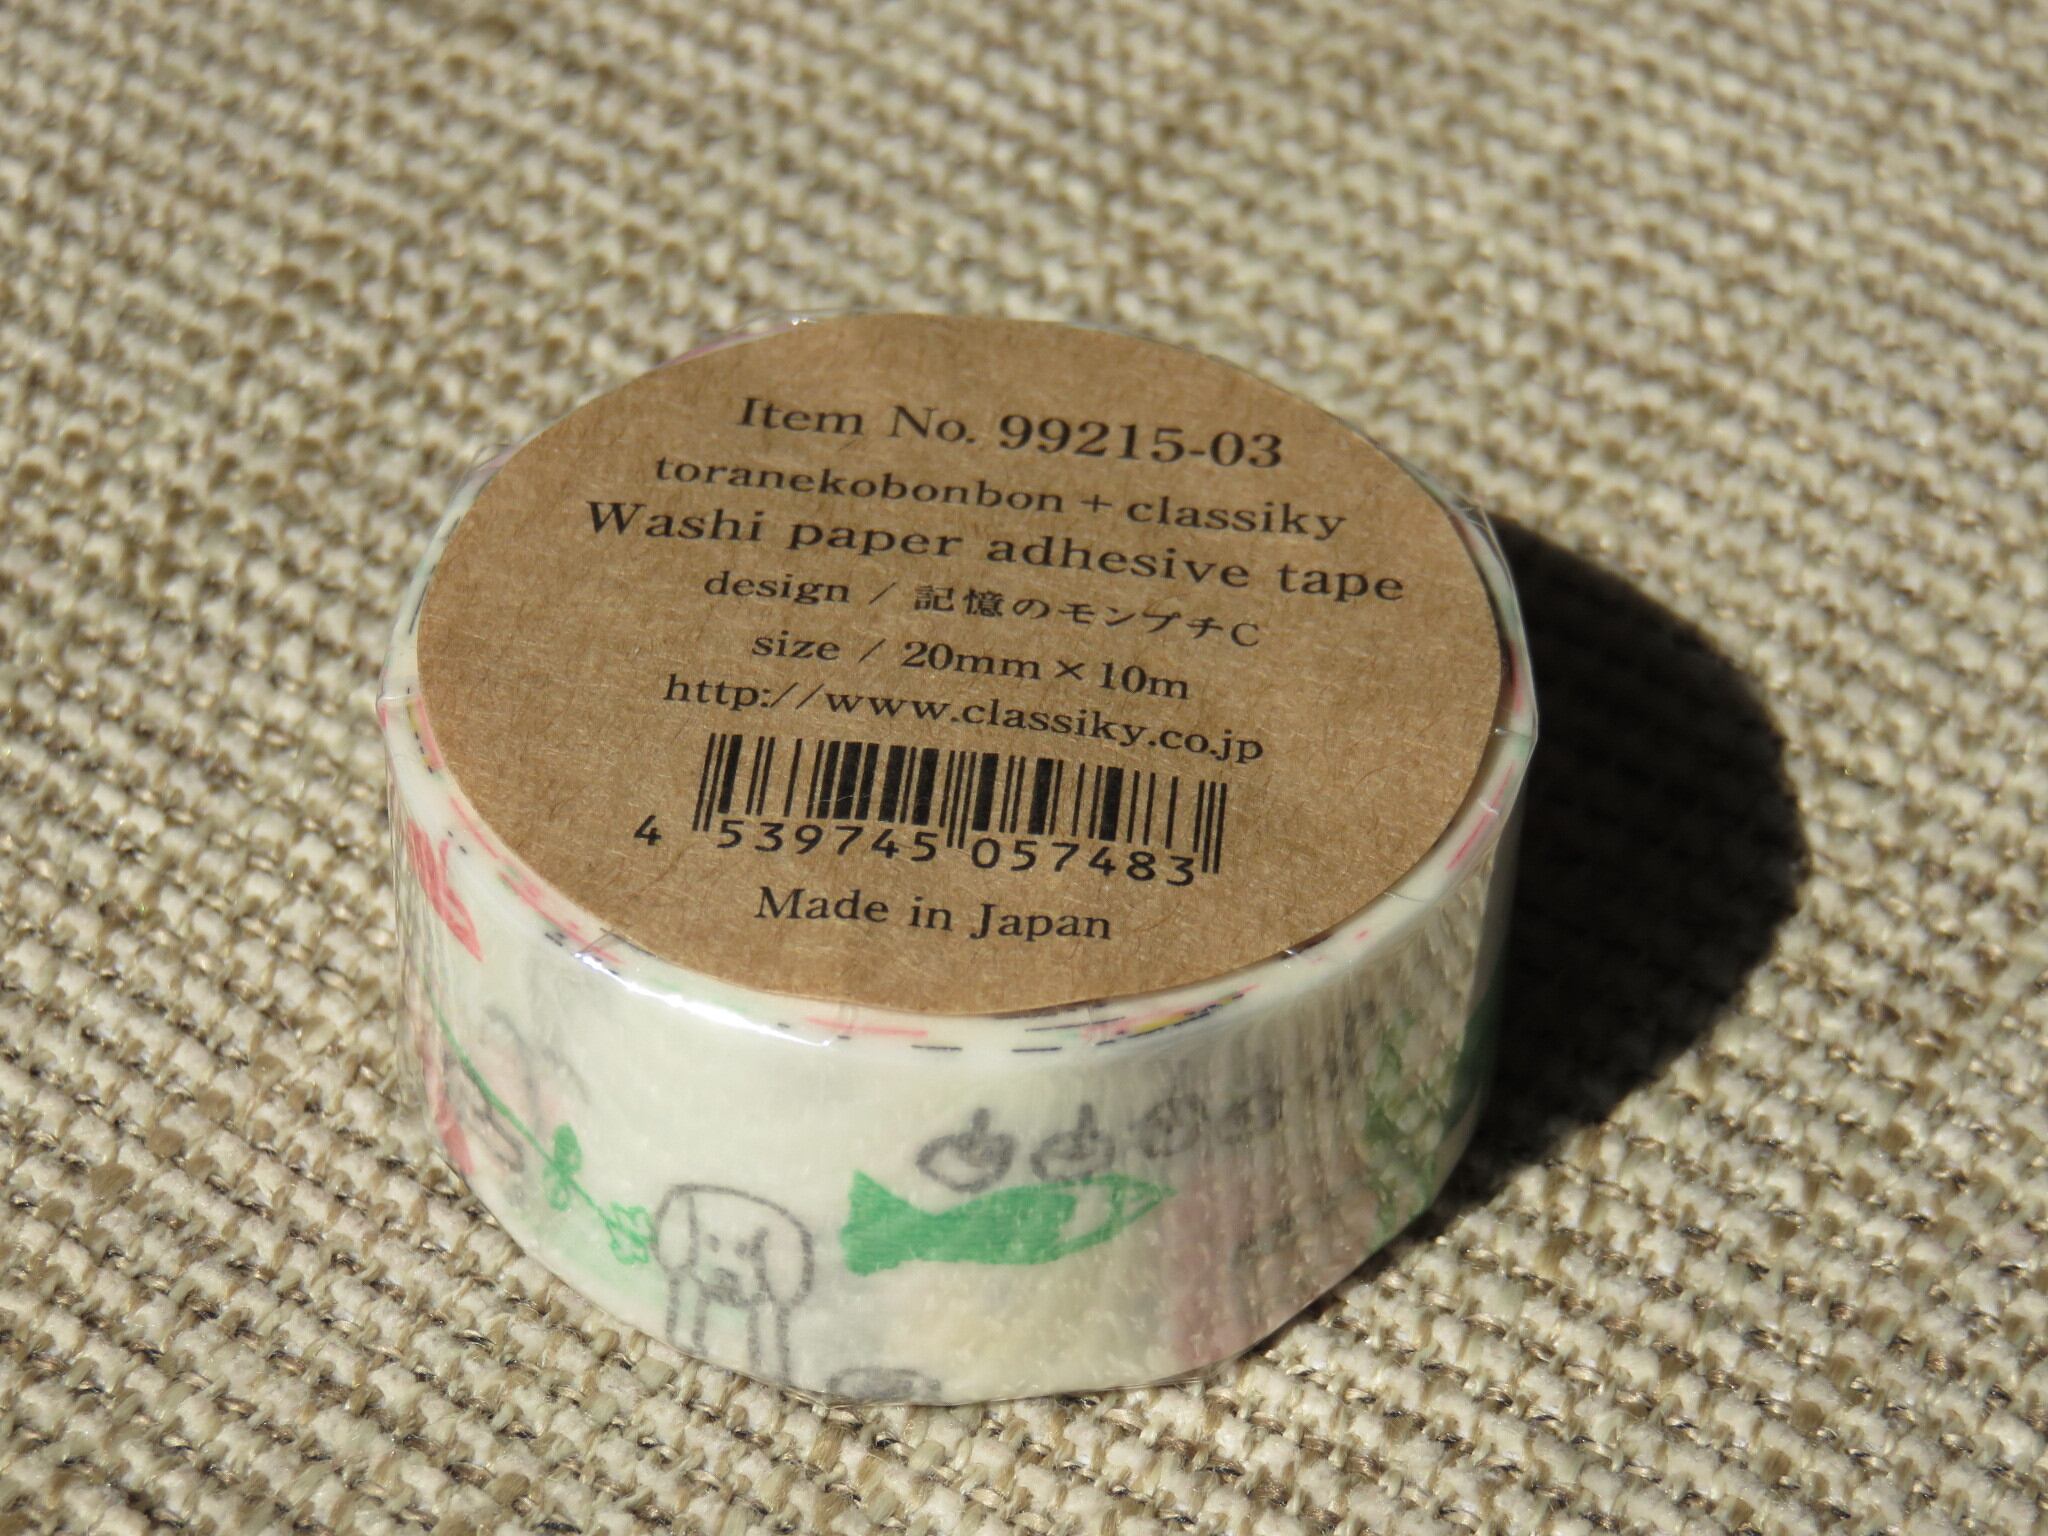 Item No. 99215-03
toranekobonbon + classiky
Washi paper adhesive tape
design / 記憶のモンプチC
size / 20mm × 10m
http://www.classiky.co.jp
4 539745 057483
Made in Japan